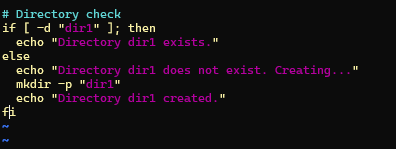 # Directory check
if [ -d "dir1" ]; then
  echo "Directory dir1 exists."
else
  echo "Directory dir1 does not exist. Creating..."
  mkdir -p "dir1"
  echo "Directory dir1 created."
fi
~
~